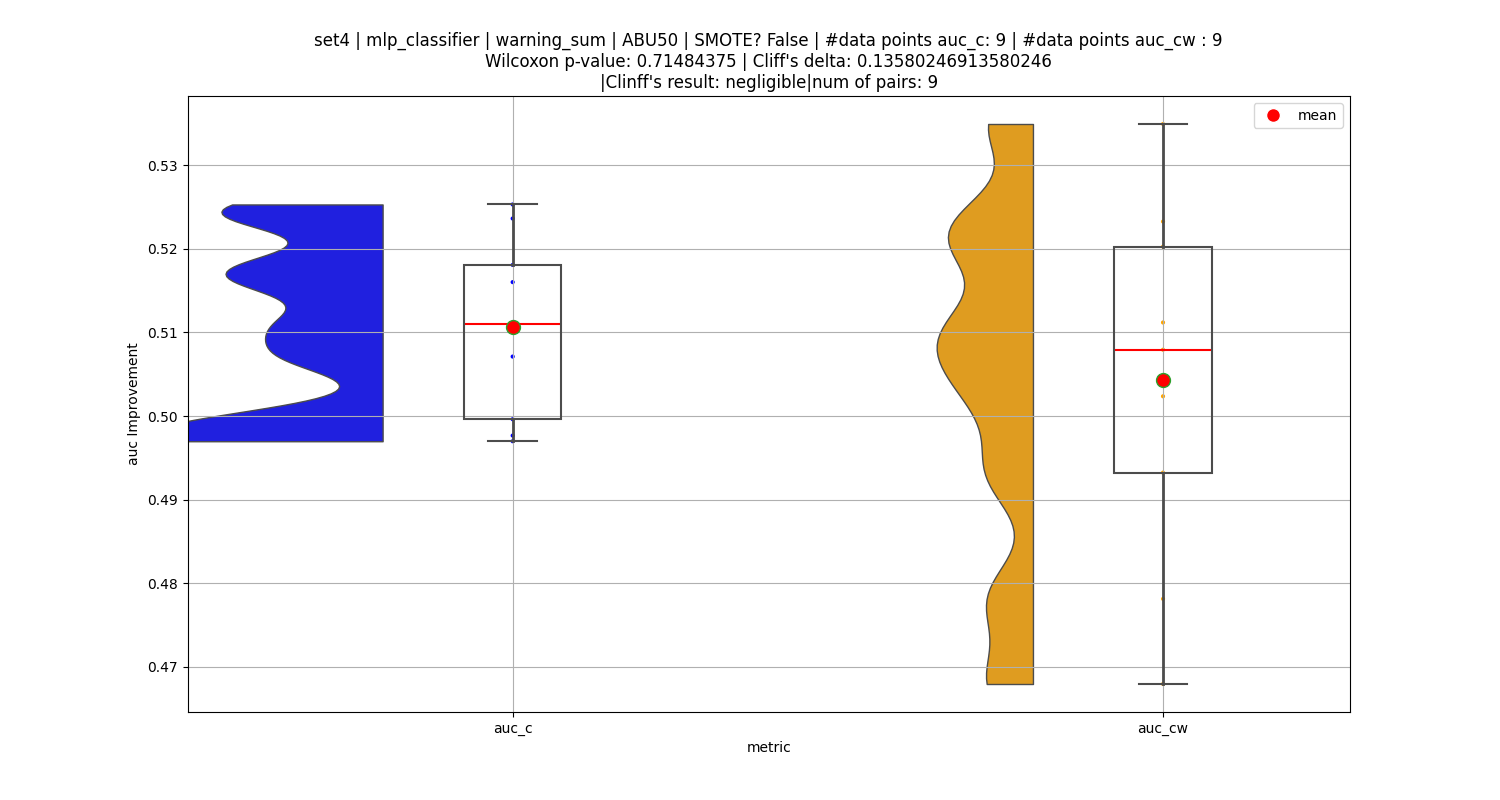 set4 | mlp_classifier | warning_sum | ABU50 | SMOTE? False | #data points auc_c: 9 | #data points auc_cw : 9
Wilcoxon p-value: 0.71484375 | Cliff's delta: 0.13580246913580246
|Clinff's result: negligible|num of pairs: 9
mean
0.53
0.52
0.51
0.50
0.49
0.48
0.47
auc Improvement
auc_c
auc_cw
metric